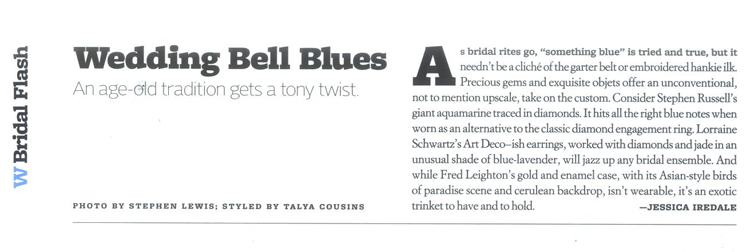 W Bridal Flash
Wedding Bell Blues
An age-old tradition gets a tony twist.
PHOTO BY STEPHEN LEWIS; STYLED BY TALYA COUSINS
As bridal rites go, “something blue” is tried and true, but it
needn't be a cliché of the garter belt or embroidered hankie ilk.
Precious gems and exquisite objets offer an unconventional,
not to mention upscale, take on the custom. Consider Stephen Russell's
giant aquamarine traced in diamonds. It hits all the right blue notes when
worn as an alternative to the classic diamond engagement ring. Lorraine
Schwartz's Art Deco–ish earrings, worked with diamonds and jade in an
unusual shade of blue-lavender, will jazz up any bridal ensemble. And
while Fred Leighton's gold and enamel case, with its Asian-style birds
of paradise scene and cerulean backdrop, isn't wearable, it's an exotic
trinket to have and to hold. —JESSICA IREDALE